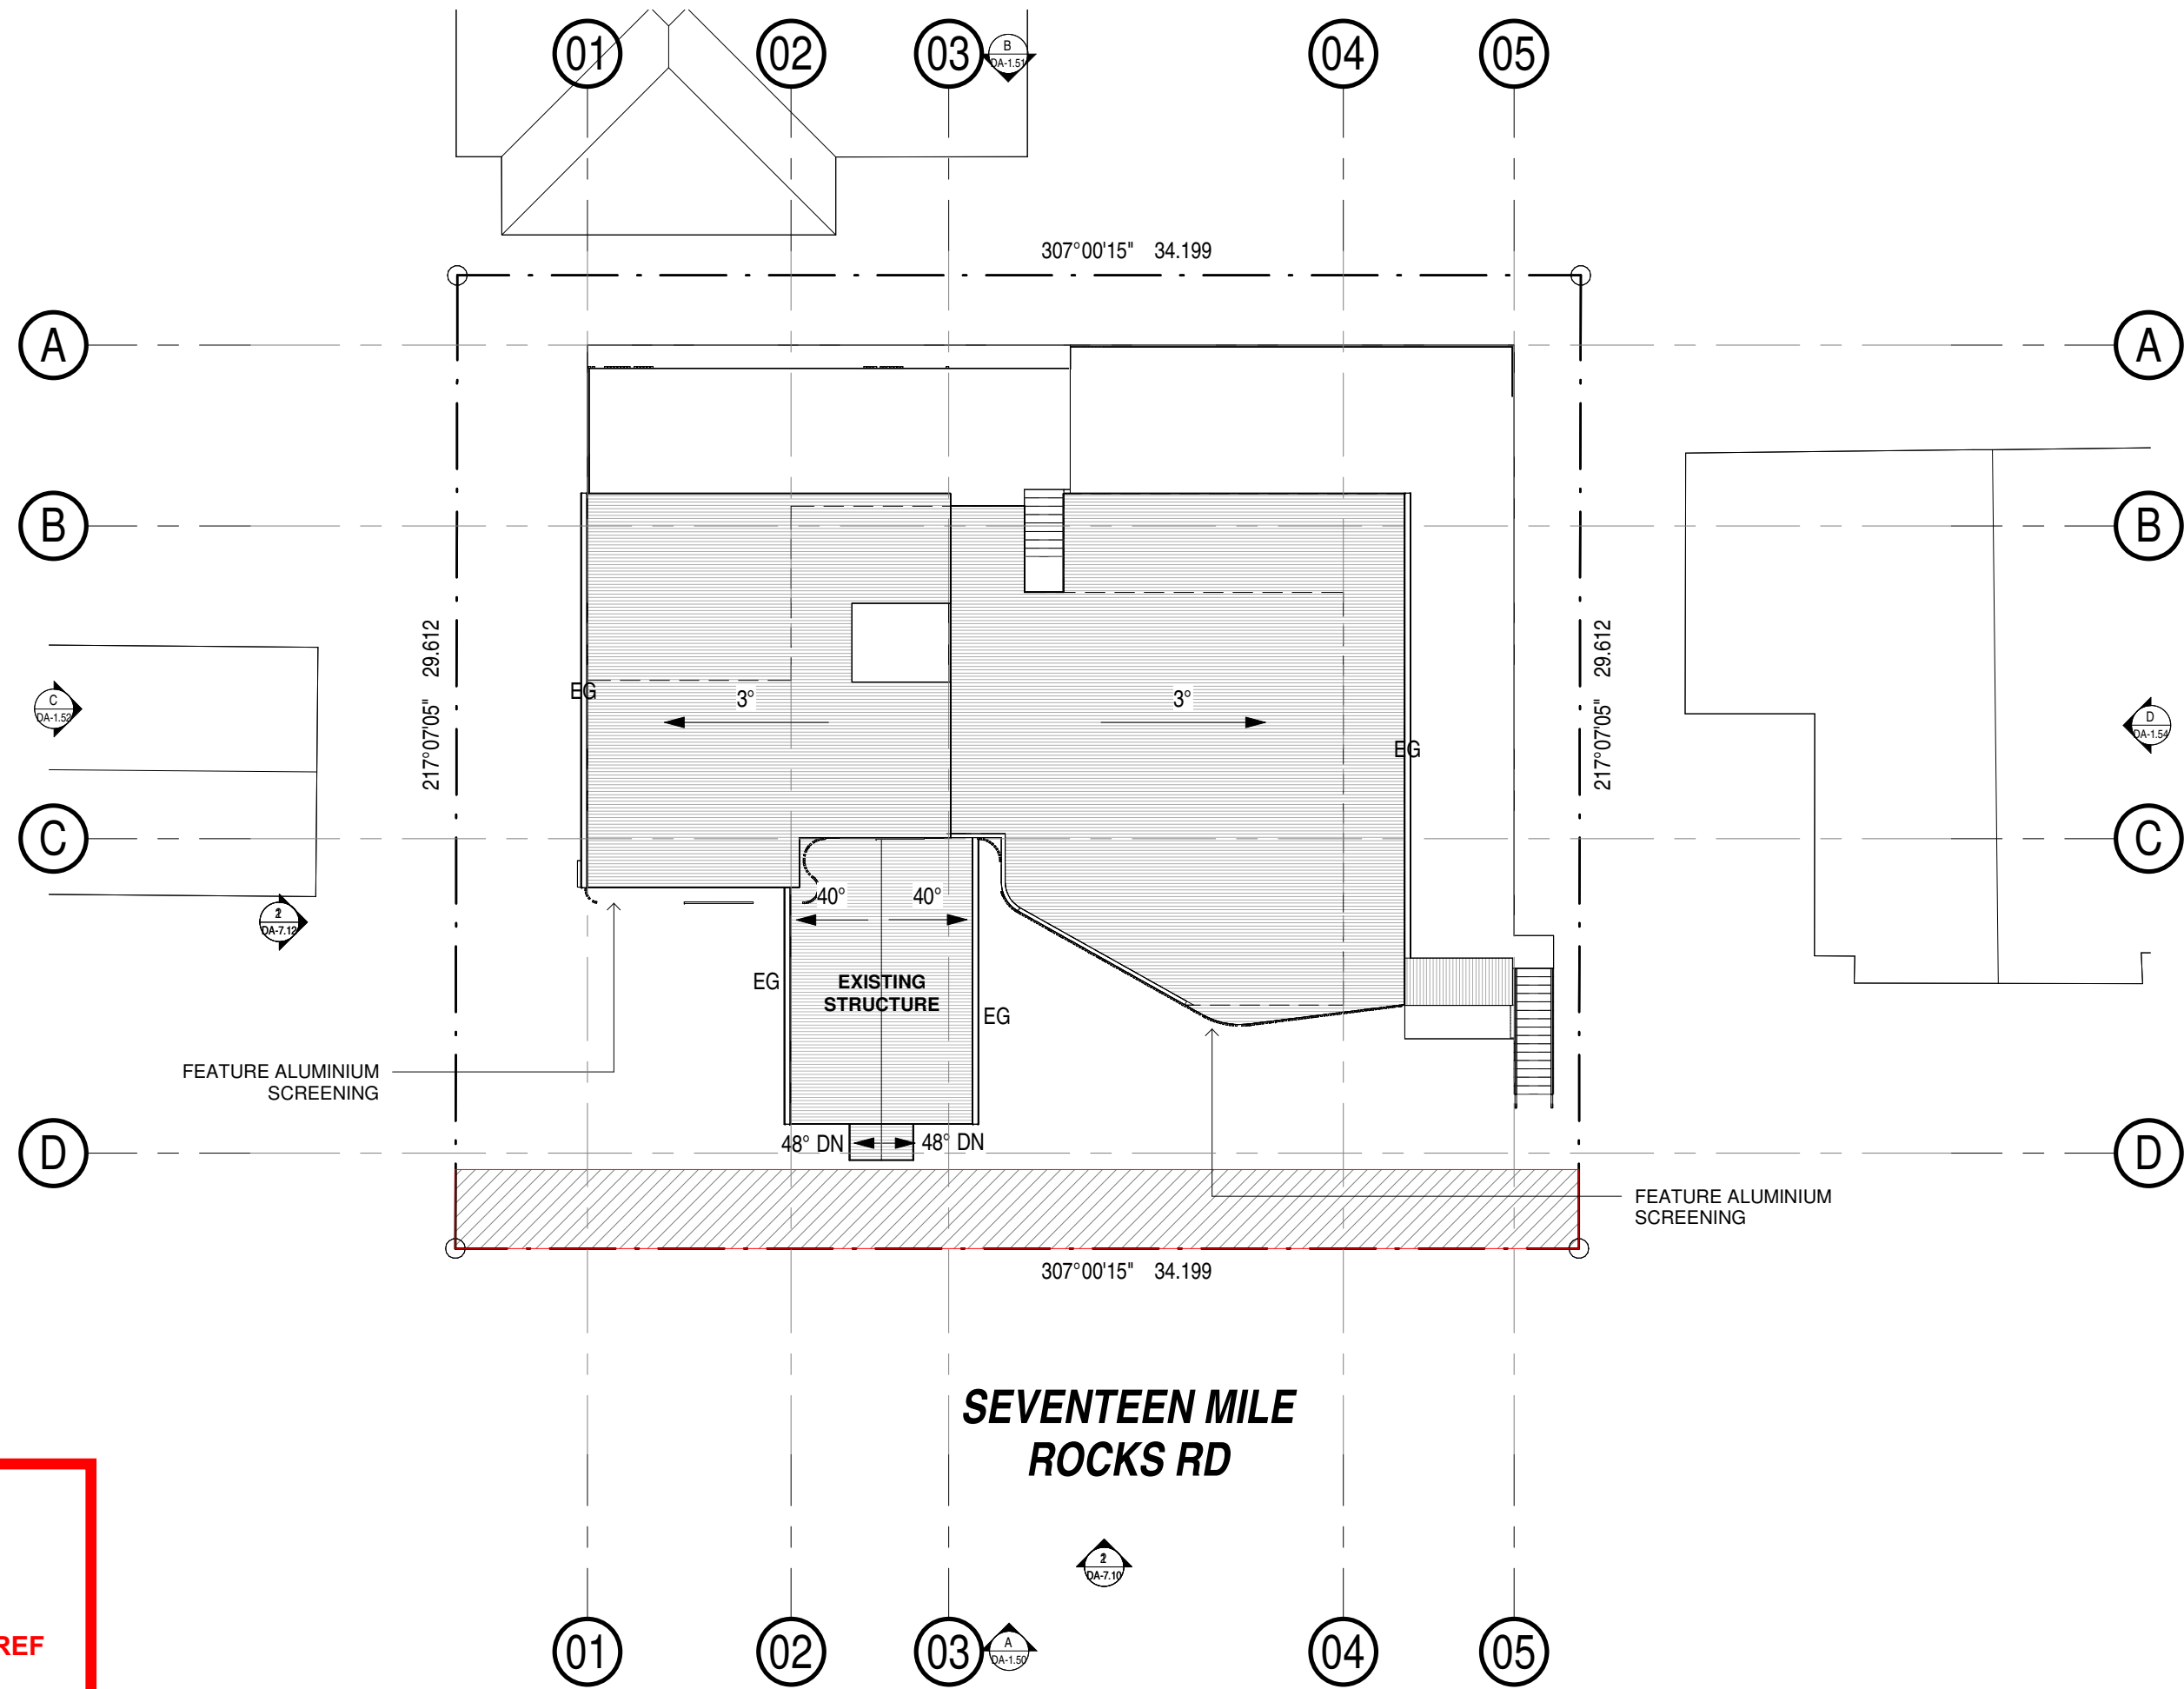 01 02 03 04 05
B
DA-1.51
307°00'15" 34.199
A A
B B
217°07'05" 29.612
217°07'05" 29.612
EG
3° 3°
C
DA-1.52
D
DA-1.54
EG
C C
40° 40°
DA-7.12
EG
EXISTING
STRUCTURE
EG
FEATURE ALUMINIUM
SCREENING
48° DN 48° DN
D D
FEATURE ALUMINIUM
SCREENING
307°00'15" 34.199
SEVENTEEN MILE
ROCKS RD
DA-7.10
REF
01 02 03 04 05
A
DA-1.50